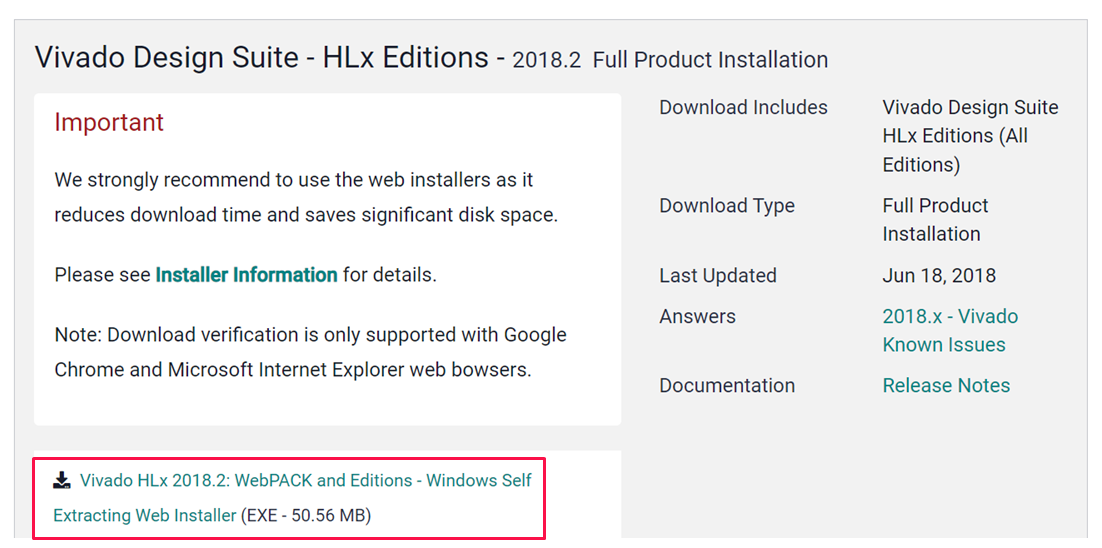 Vivado Design Suite - HLx Editions - 2018.2 Full Product Installation
Important
We strongly recommend to use the web installers as it
reduces download time and saves significant disk space.
Please see Installer Information for details.
Note: Download verification is only supported with Google
Chrome and Microsoft Internet Explorer web bowsers.
Vivado HLx 2018.2: WebPACK and Editions - Windows Self
Extracting Web Installer (EXE - 50.56 MB)
Download Includes
Vivado Design Suite
HLx Editions (All
Editions)
Download Type
Full Product
Installation
Last Updated
Jun 18, 2018
Answers
2018.x - Vivado
Known Issues
Documentation
Release Notes